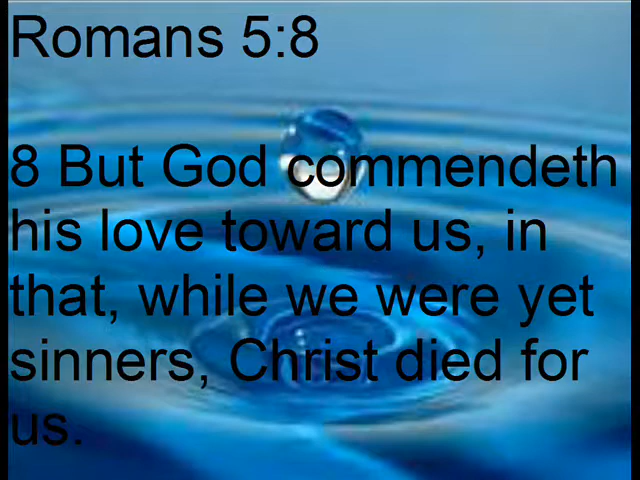 Romans 5:8
8 But God commendeth
his love toward us, in
that, while we were yet
sinners, Christ died for
us.